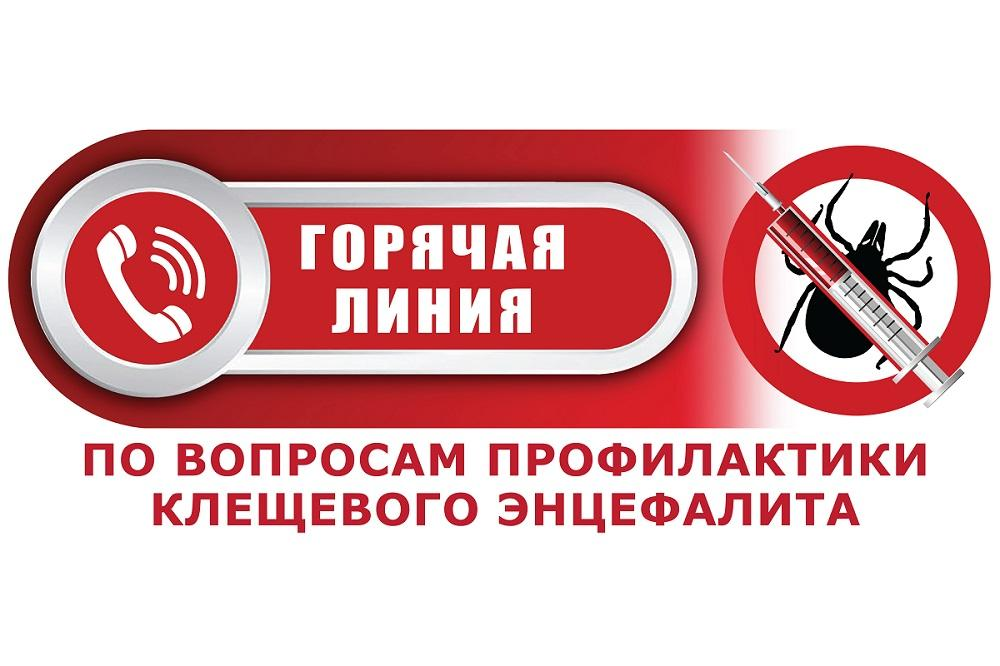 ГОРЯЧАЯ
ЛИНИЯ
ПО ВОПРОСАМ ПРОФИЛАКТИКИ
КЛЕЩЕВОГО ЭНЦЕФАЛИТА